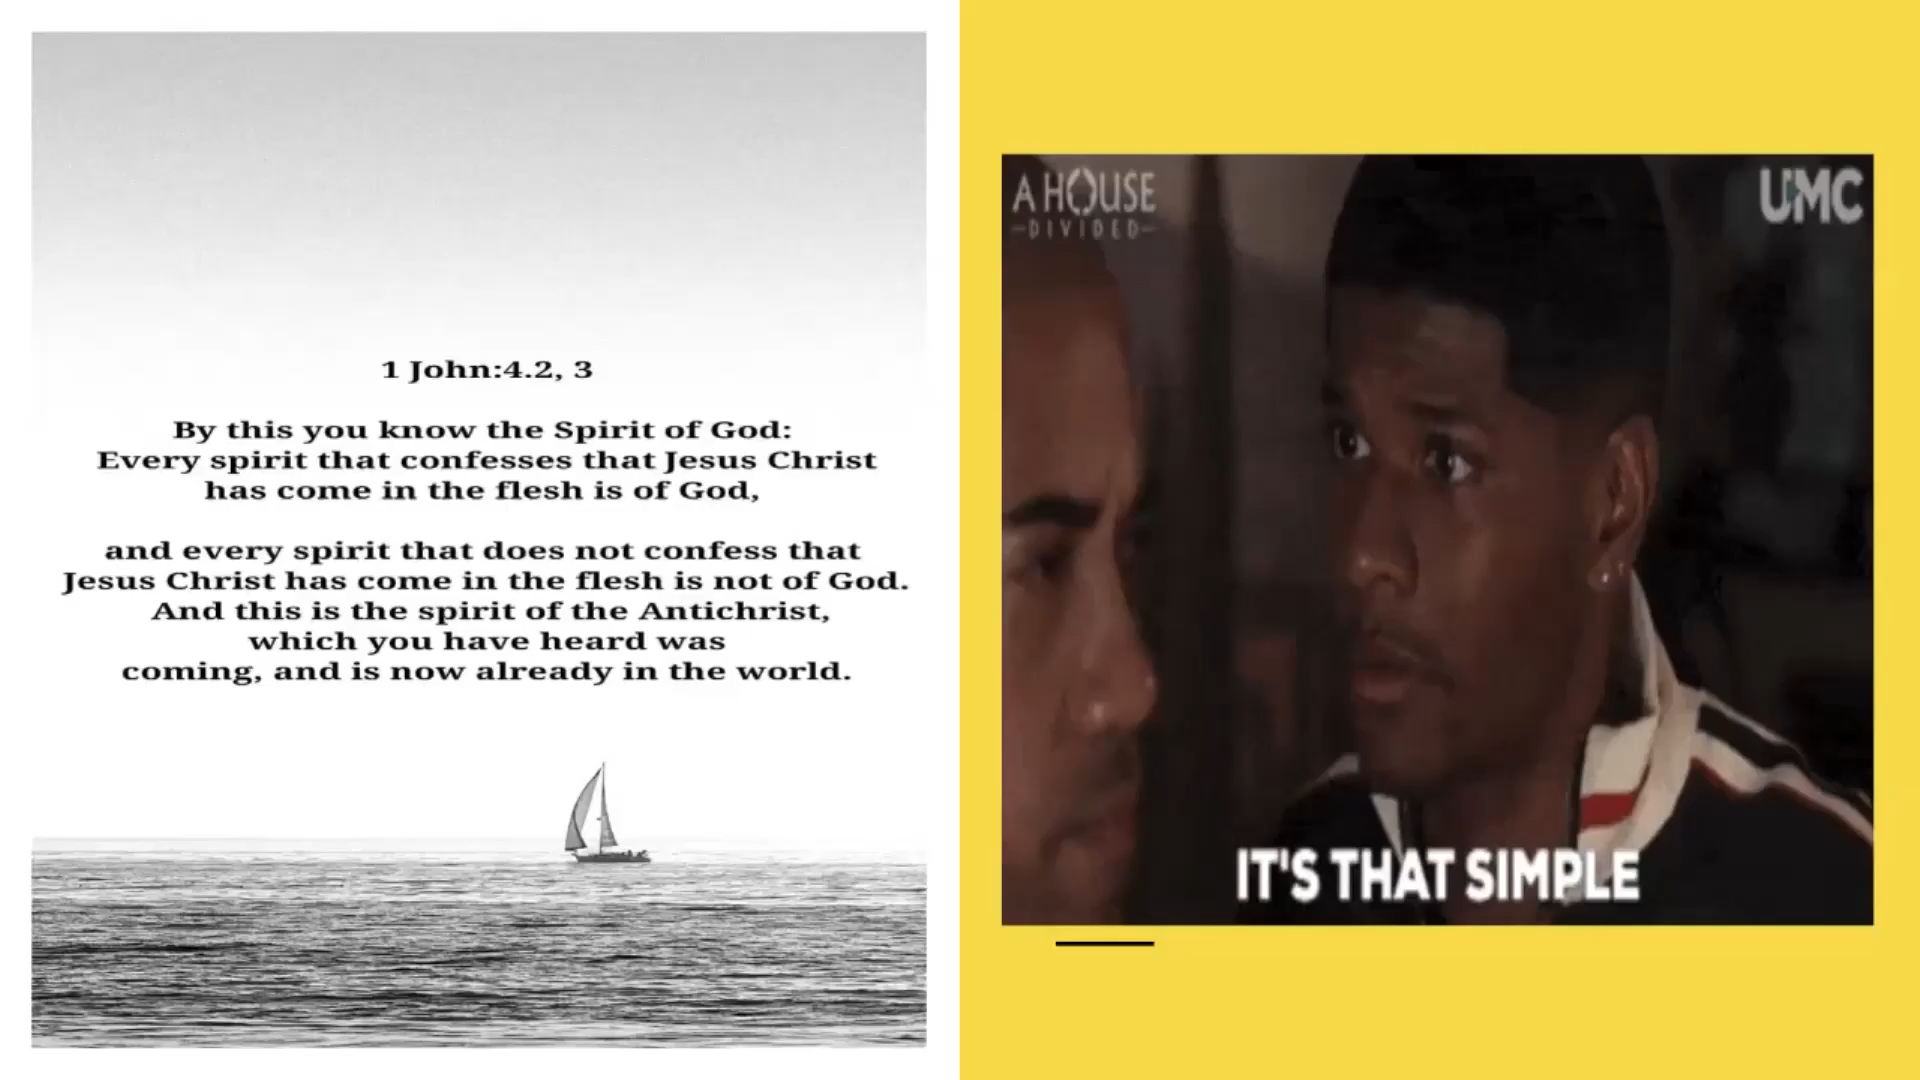 1 John:4.2, 3
By this you know the Spirit of God:
Every spirit that confesses that Jesus Christ
has come in the flesh is of God,
and every spirit that does not confess that
Jesus Christ has come in the flesh is not of God.
And this is the spirit of the Antichrist,
which you have heard was
coming, and is now already in the world.
A HOUSE
-DIVIDED-
UMC
IT'S THAT SIMPLE